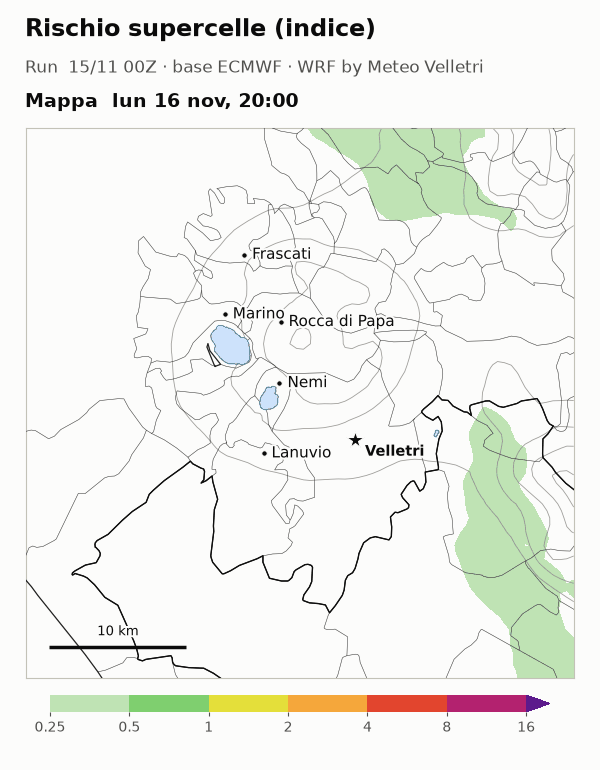 Rischio supercelle (indice)
Run  15/11 00Z · base ECMWF · WRF by Meteo Velletri
Mappa  lun 16 nov, 20:00
Frascati
Marino
Rocca di Papa
Nemi
Velletri
Lanuvio
10 km
0.25 0.5 1 2 4 8 16